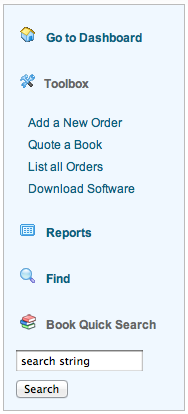 Go to Dashboard
Toolbox
Add a New Order
Quote a Book
List all Orders
Download Software
Reports
Find
Book Quick Search
search string
Search